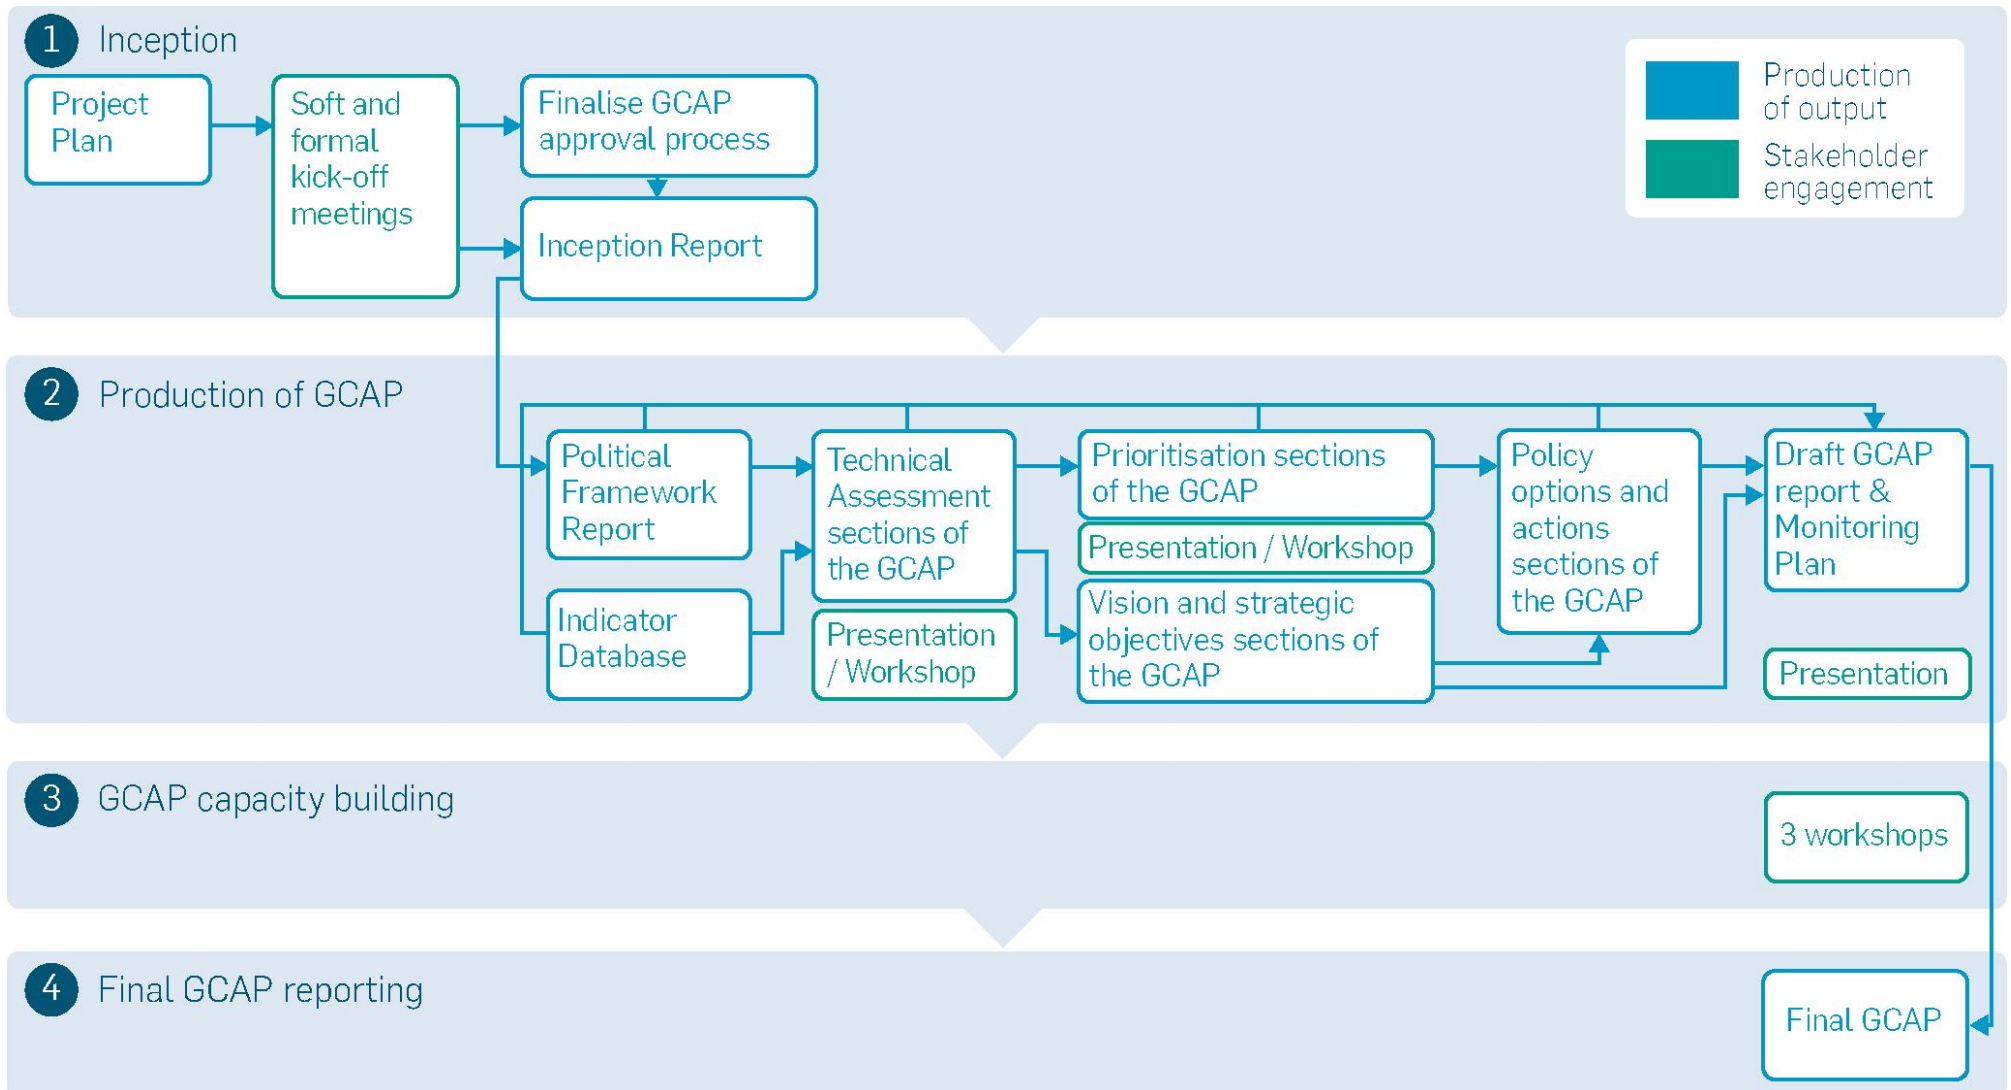 1 Inception
Project
Plan
Soft and
formal
kick-off
meetings
Finalise GCAP
approval process
Inception Report
Production
of output
Stakeholder
engagement
2 Production of GCAP
Political
Framework
Report
Indicator
Database
Technical
Assessment
sections of
the GCAP
Presentation
/ Workshop
Prioritisation sections
of the GCAP
Presentation / Workshop
Vision and strategic
objectives sections of
the GCAP
Policy
options and
actions
sections of
the GCAP
Draft GCAP
report &
Monitoring
Plan
Presentation
3 GCAP capacity building
3 workshops
4 Final GCAP reporting
Final GCAP